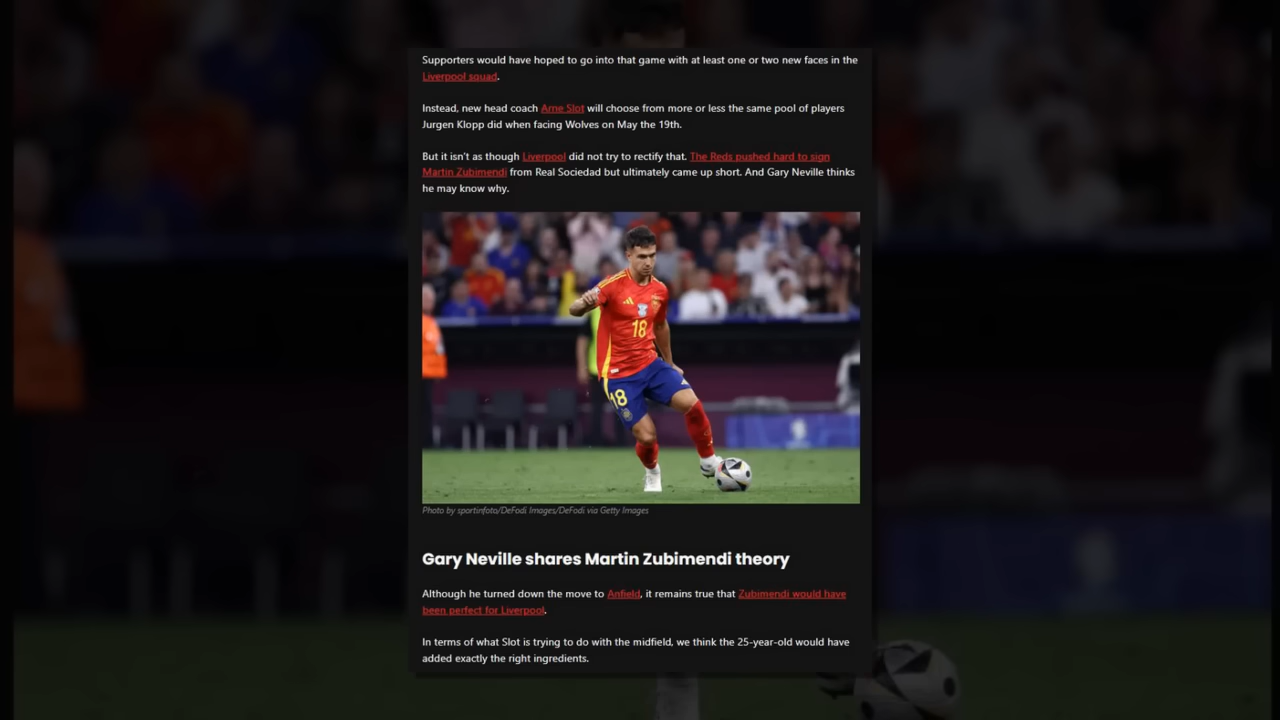 Supporters would have hoped to go into that game with at least one or two new faces in the
Liverpool squad.
Instead, new head coach Arne Slot will choose from more or less the same pool of players
Jurgen Klopp did when facing Wolves on May the 19th.
But it isn't as though Liverpool did not try to rectify that. The Reds pushed hard to sign
Martin Zubimendi from Real Sociedad but ultimately came up short. And Gary Neville thinks
he may know why.
18
18
Photo by sportinfoto/DeFodi Images/DeFodi via Getty Images
Gary Neville shares Martin Zubimendi theory
Although he turned down the move to Anfield, it remains true that Zubimendi would have
been perfect for Liverpool.
In terms of what Slot is trying to do with the midfield, we think the 25-year-old would have
added exactly the right ingredients.